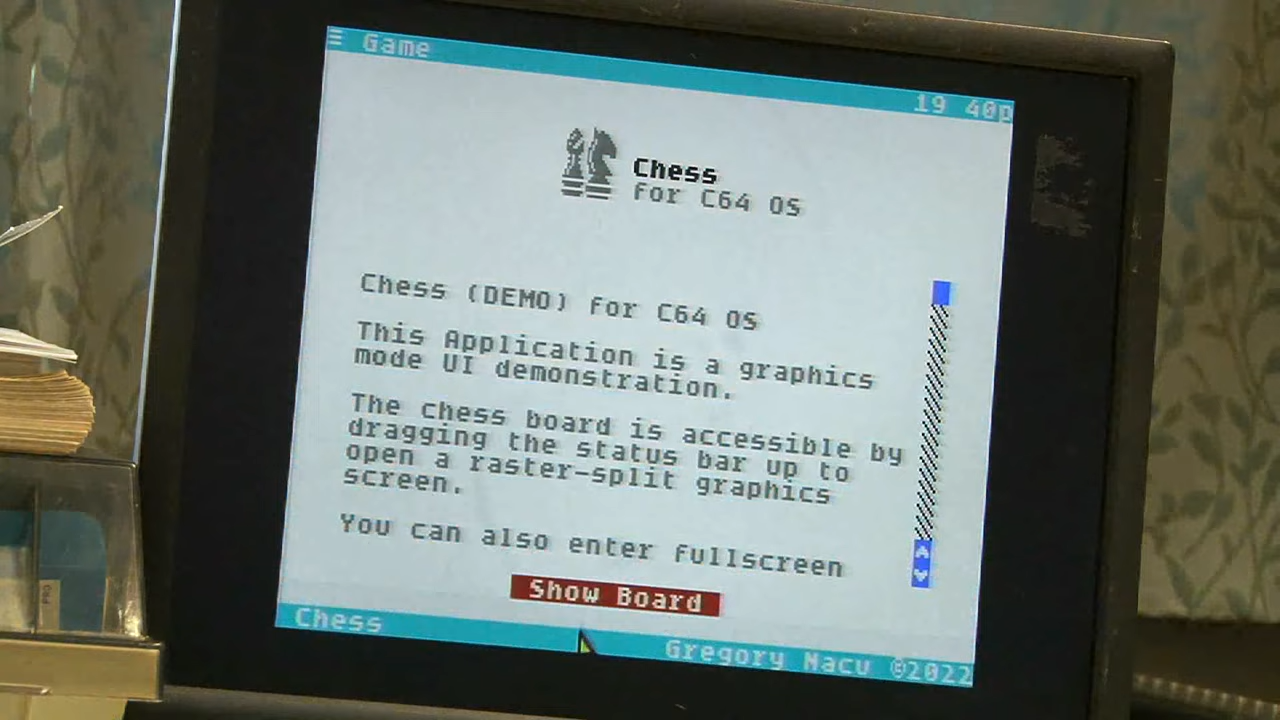 Game
19 40p
Chess
for C64 OS
Chess (DEMO) for C64 OS
This Application is a graphics
mode UI demonstration.
The chess board is accessible by
dragging the status bar up to
open a raster-split graphics
screen.
You can also enter fullscreen
Show Board
Chess
Gregory Nacu ©2022